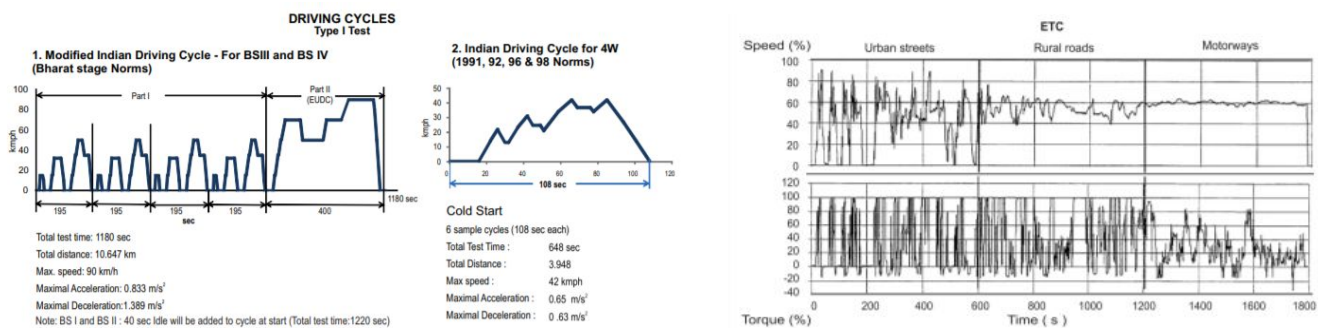 DRIVING CYCLES
Type I Test
1. Modified Indian Driving Cycle - For BSIII and BS IV
(Bharat stage Norms)
Part I
Part II
(EUDC)
100
80
60
40
20
0
kmph
195
195
195
195
400
1180 sec
sec
Total test time: 1180 sec
Total distance: 10.647 km
Max. speed: 90 km/h
Maximal Acceleration: 0.833 m/s²
Maximal Deceleration:1.389 m/s²
Note: BS I and BS II : 40 sec Idle will be added to cycle at start (Total test time:1220 sec)
2. Indian Driving Cycle for 4W
(1991, 92, 96 & 98 Norms)
50
40
30
20
10
0
kmph
0 20 40 60 80 100 120
108 sec
Cold Start
6 sample cycles (108 sec each)
Total Test Time : 648 sec
Total Distance : 3.948
Max speed : 42 kmph
Maximal Acceleration : 0.65 m/s²
Maximal Deceleration : 0 .63 m/s²
ETC
Speed (%)
Urban streets Rural roads Motorways
100
80
60
40
20
0
120
100
80
60
40
20
0
-20
-40
0 200 400 600 800 1000 1200 1400 1600 1800
Torque (%) Time ( s )